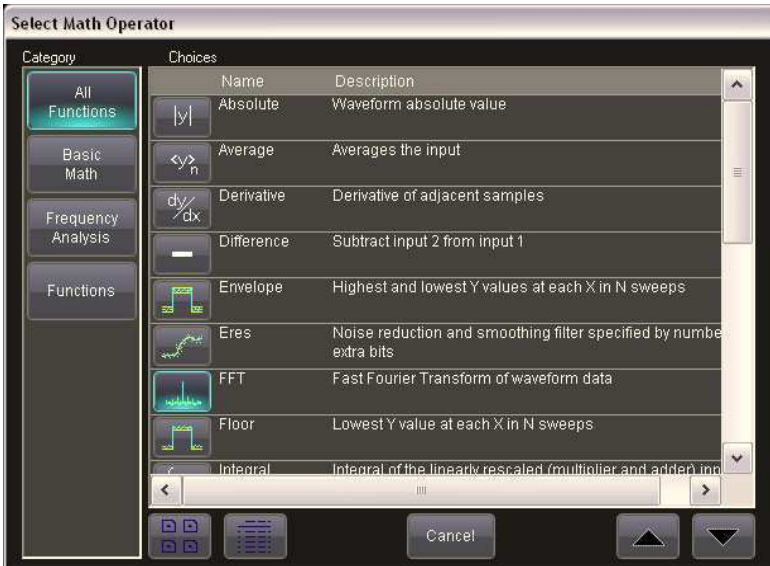 Select Math Operator
Category
Choices
All
Functions
Basic
Math
Frequency
Analysis
Functions
Name Description
|y| Absolute Waveform absolute value
<y>n Average Averages the input
dy/dx Derivative Derivative of adjacent samples
Difference Subtract input 2 from input 1
Envelope Highest and lowest Y values at each X in N sweeps
Eres Noise reduction and smoothing filter specified by numbe
extra bits
FFT Fast Fourier Transform of waveform data
Floor Lowest Y value at each X in N sweeps
Integral Integral of the linearly rescaled (multiplier and adder) inp
Cancel